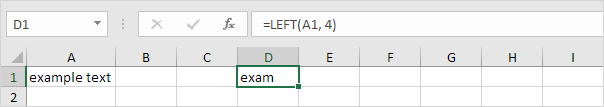 D1 fx =LEFT(A1, 4)
A B C D E F G H I
1 example text exam
2